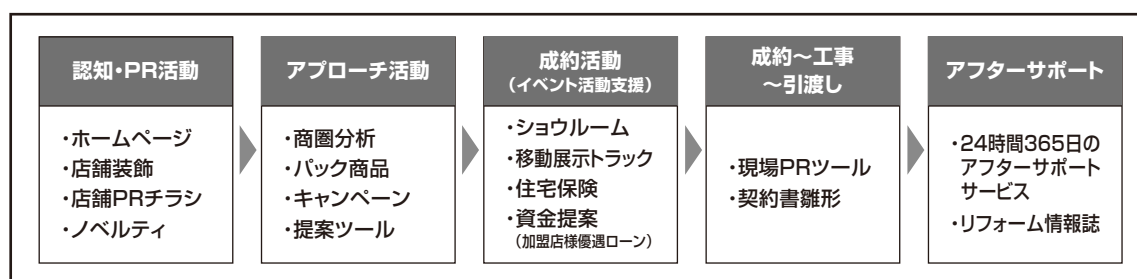 認知・PR活動
・ホームページ
・店舗装飾
・店舗PRチラシ
・ノベルティ
アプローチ活動
・商圏分析
・パック商品
・キャンペーン
・提案ツール
成約活動
(イベント活動支援)
・ショウルーム
・移動展示トラック
・住宅保険
・資金提案
(加盟店様優遇ローン)
成約〜工事
〜引渡し
・現場PRツール
・契約書雛形
アフターサポート
・24時間365日の
アフターサポート
サービス
・リフォーム情報誌